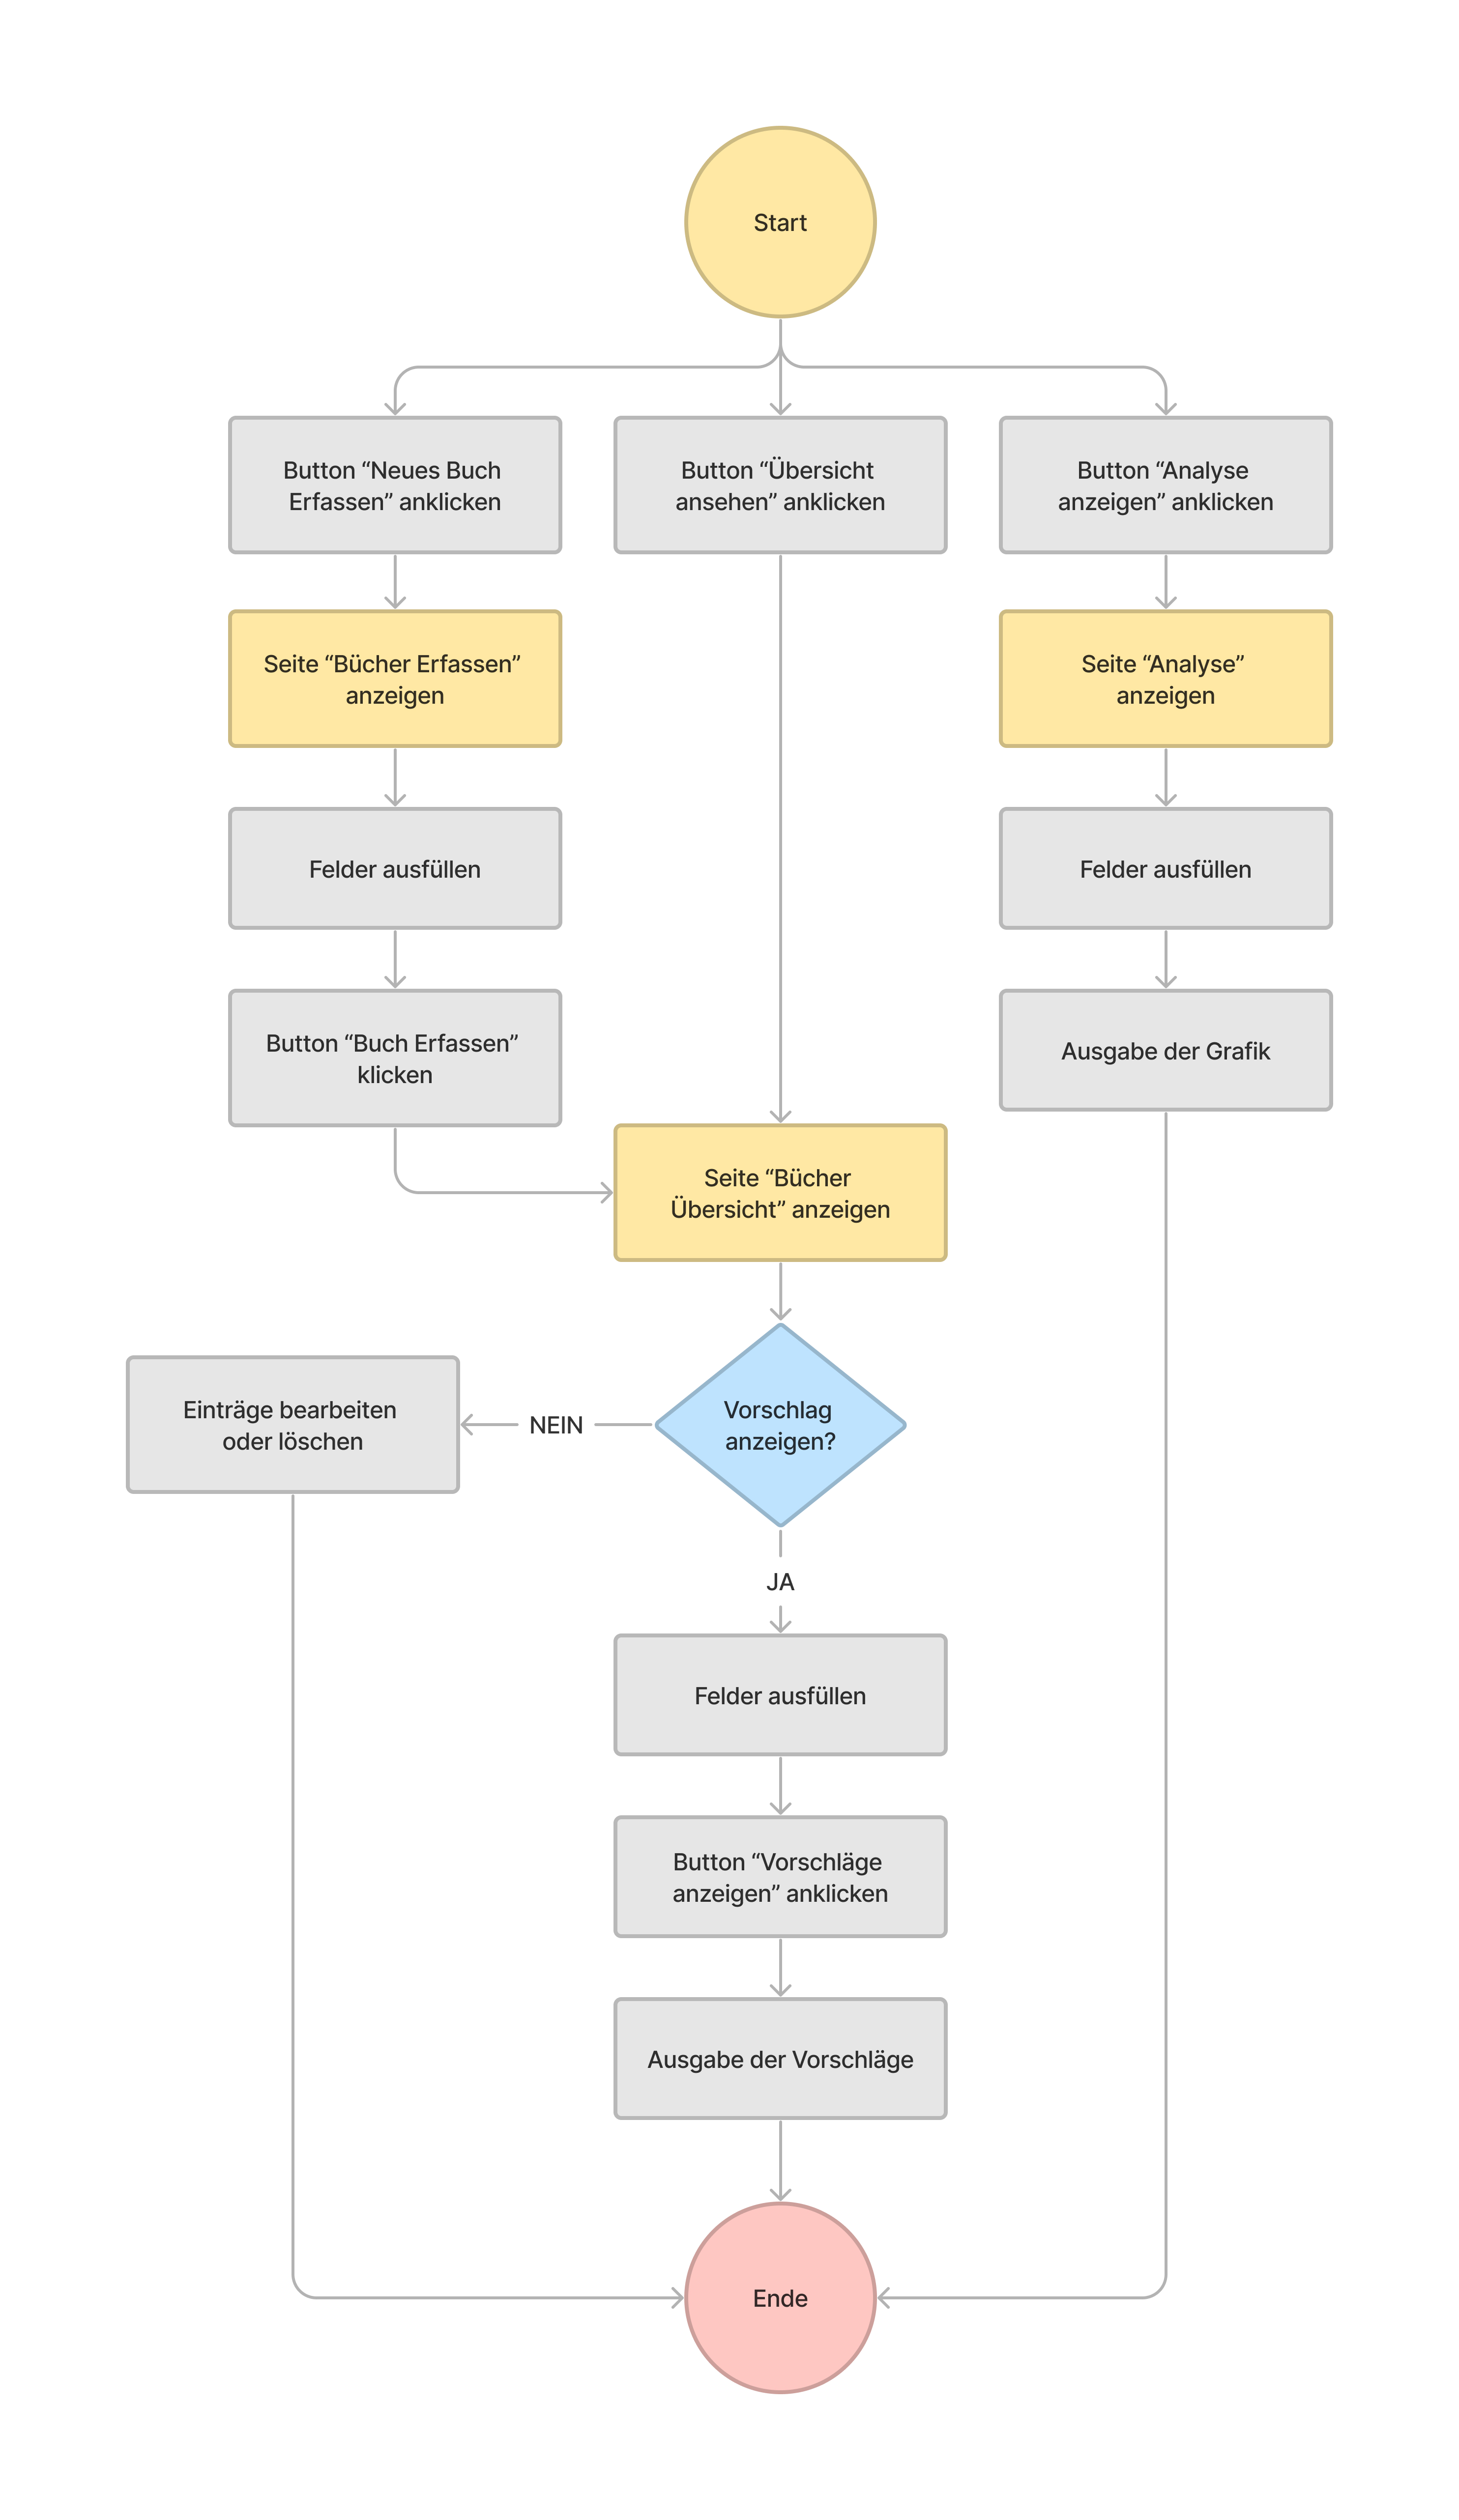 Start
Button “Neues Buch
Erfassen” anklicken
Button “Übersicht
ansehen” anklicken
Button “Analyse
anzeigen” anklicken
Seite “Bücher Erfassen”
anzeigen
Seite “Analyse”
anzeigen
Felder ausfüllen
Felder ausfüllen
Button “Buch Erfassen”
klicken
Ausgabe der Grafik
Seite “Bücher
Übersicht” anzeigen
Einträge bearbeiten
oder löschen
NEIN
Vorschlag
anzeigen?
JA
Felder ausfüllen
Button “Vorschläge
anzeigen” anklicken
Ausgabe der Vorschläge
Ende